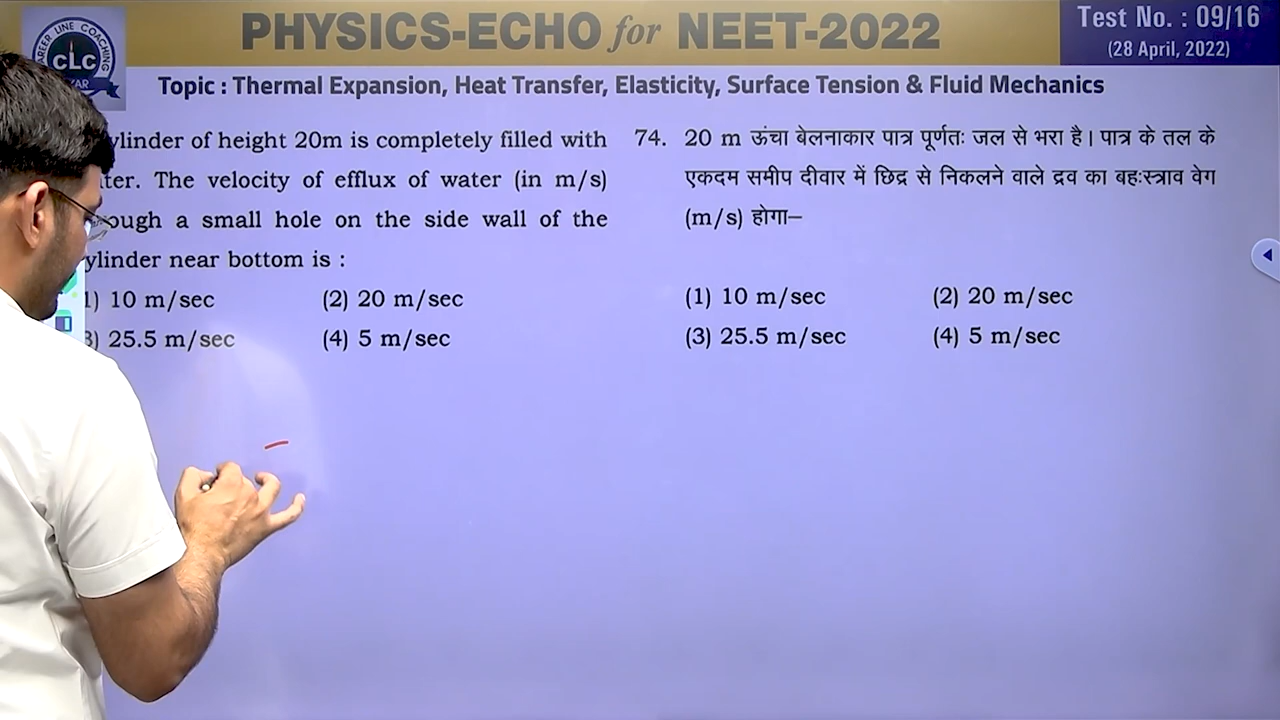 PHYSICS-ECHO for NEET-2022
Test No. : 09/16
(28 April, 2022)
CAREER LINE COACHING
CLC
Topic : Thermal Expansion, Heat Transfer, Elasticity, Surface Tension & Fluid Mechanics
ylinder of height 20m is completely filled with
ter. The velocity of efflux of water (in m/s)
ough a small hole on the side wall of the
ylinder near bottom is :
1) 10 m/sec (2) 20 m/sec
3) 25.5 m/sec (4) 5 m/sec
74. 20 m ऊंचा बेलनाकार पात्र पूर्णतः जल से भरा है। पात्र के तल के
एकदम समीप दीवार में छिद्र से निकलने वाले द्रव का बहःस्त्राव वेग
(m/s) होगा–
(1) 10 m/sec (2) 20 m/sec
(3) 25.5 m/sec (4) 5 m/sec